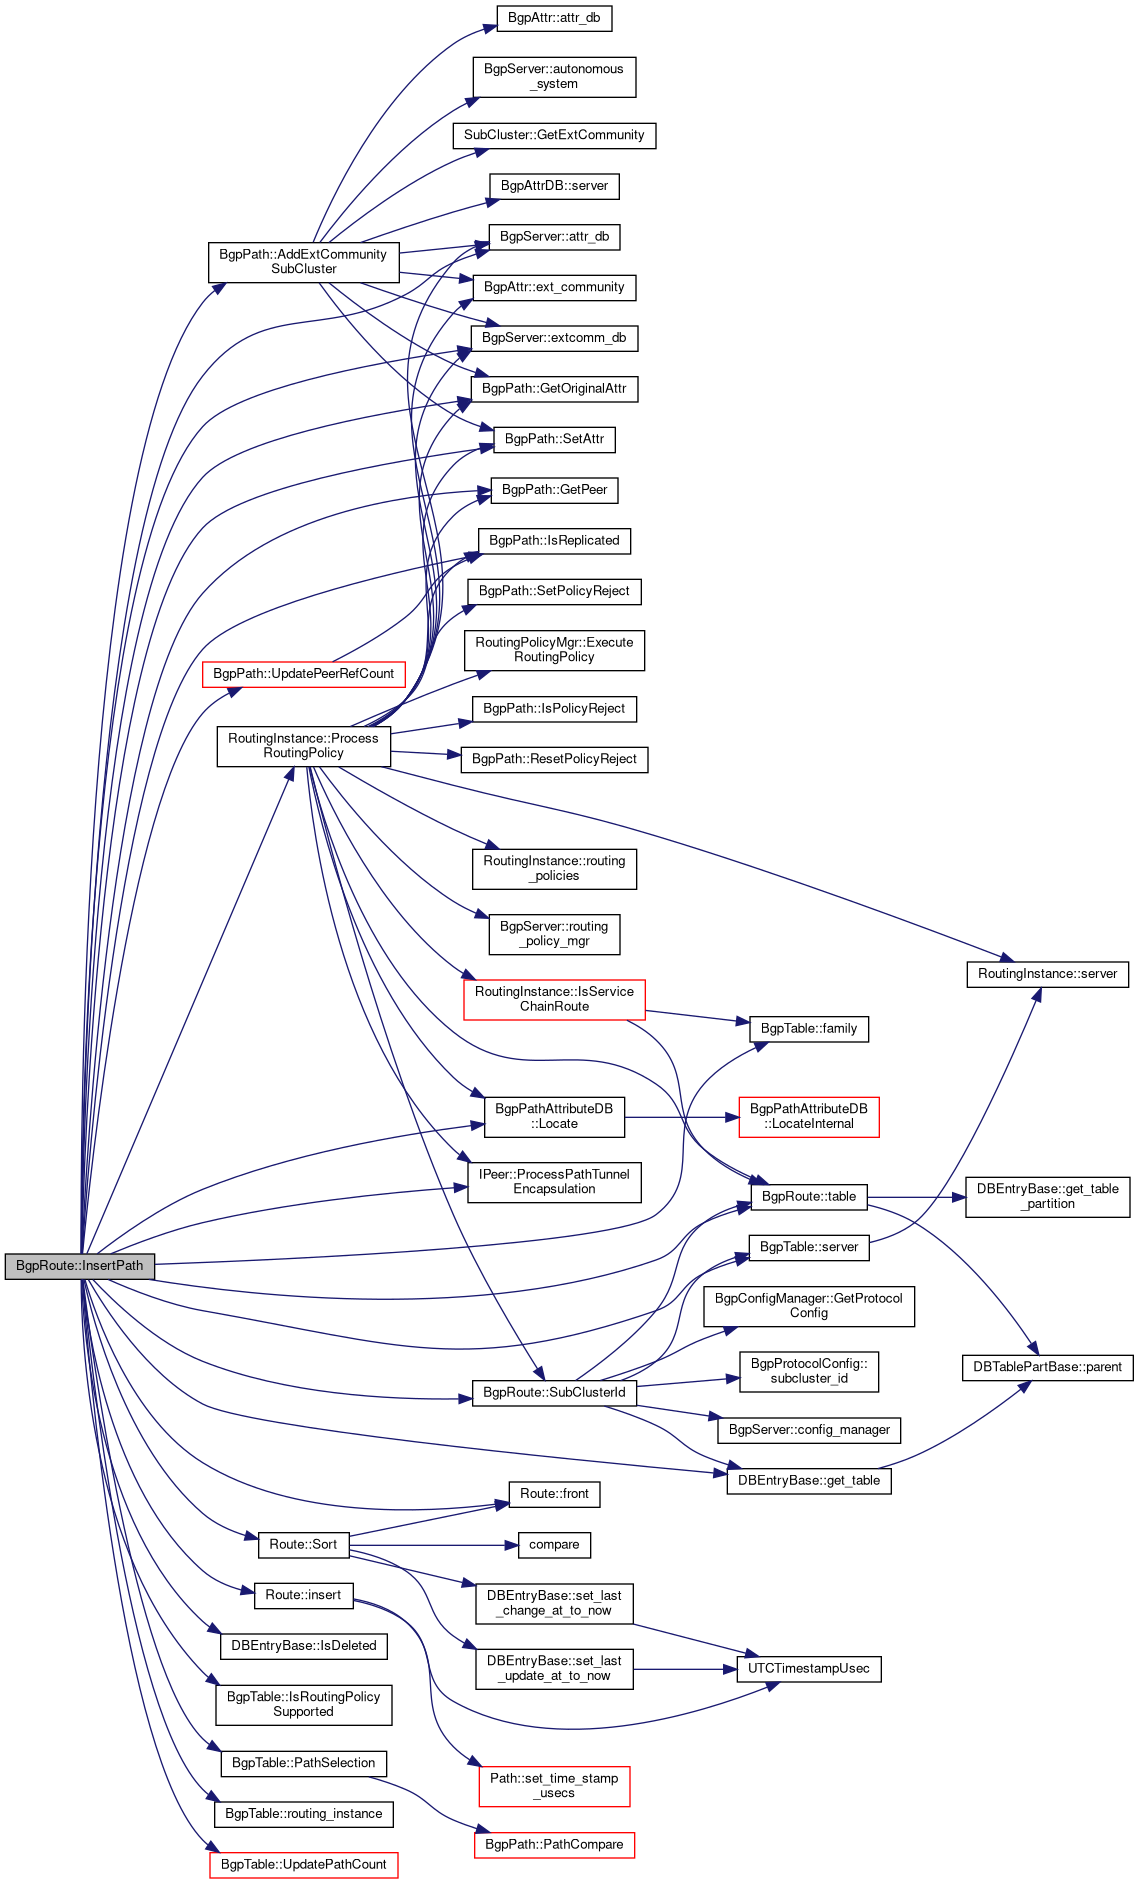 BgpAttr::attr_db
BgpServer::autonomous
_system
SubCluster::GetExtCommunity
BgpAttrDB::server
BgpServer::attr_db
BgpPath::AddExtCommunity
SubCluster
BgpAttr::ext_community
BgpServer::extcomm_db
BgpPath::GetOriginalAttr
BgpPath::SetAttr
BgpPath::GetPeer
BgpPath::IsReplicated
BgpPath::SetPolicyReject
RoutingPolicyMgr::Execute
RoutingPolicy
BgpPath::UpdatePeerRefCount
BgpPath::IsPolicyReject
RoutingInstance::Process
RoutingPolicy
BgpPath::ResetPolicyReject
RoutingInstance::routing
_policies
BgpServer::routing
_policy_mgr
RoutingInstance::server
RoutingInstance::IsService
ChainRoute
BgpTable::family
BgpPathAttributeDB
::Locate
BgpPathAttributeDB
::LocateInternal
IPeer::ProcessPathTunnel
Encapsulation
BgpRoute::table
DBEntryBase::get_table
_partition
BgpTable::server
BgpRoute::InsertPath
BgpConfigManager::GetProtocol
Config
BgpProtocolConfig::
subcluster_id
DBTablePartBase::parent
BgpRoute::SubClusterId
BgpServer::config_manager
DBEntryBase::get_table
Route::front
Route::Sort
compare
Route::insert
DBEntryBase::set_last
_change_at_to_now
DBEntryBase::IsDeleted
DBEntryBase::set_last
_update_at_to_now
UTCTimestampUsec
BgpTable::IsRoutingPolicy
Supported
BgpTable::PathSelection
Path::set_time_stamp
_usecs
BgpTable::routing_instance
BgpPath::PathCompare
BgpTable::UpdatePathCount